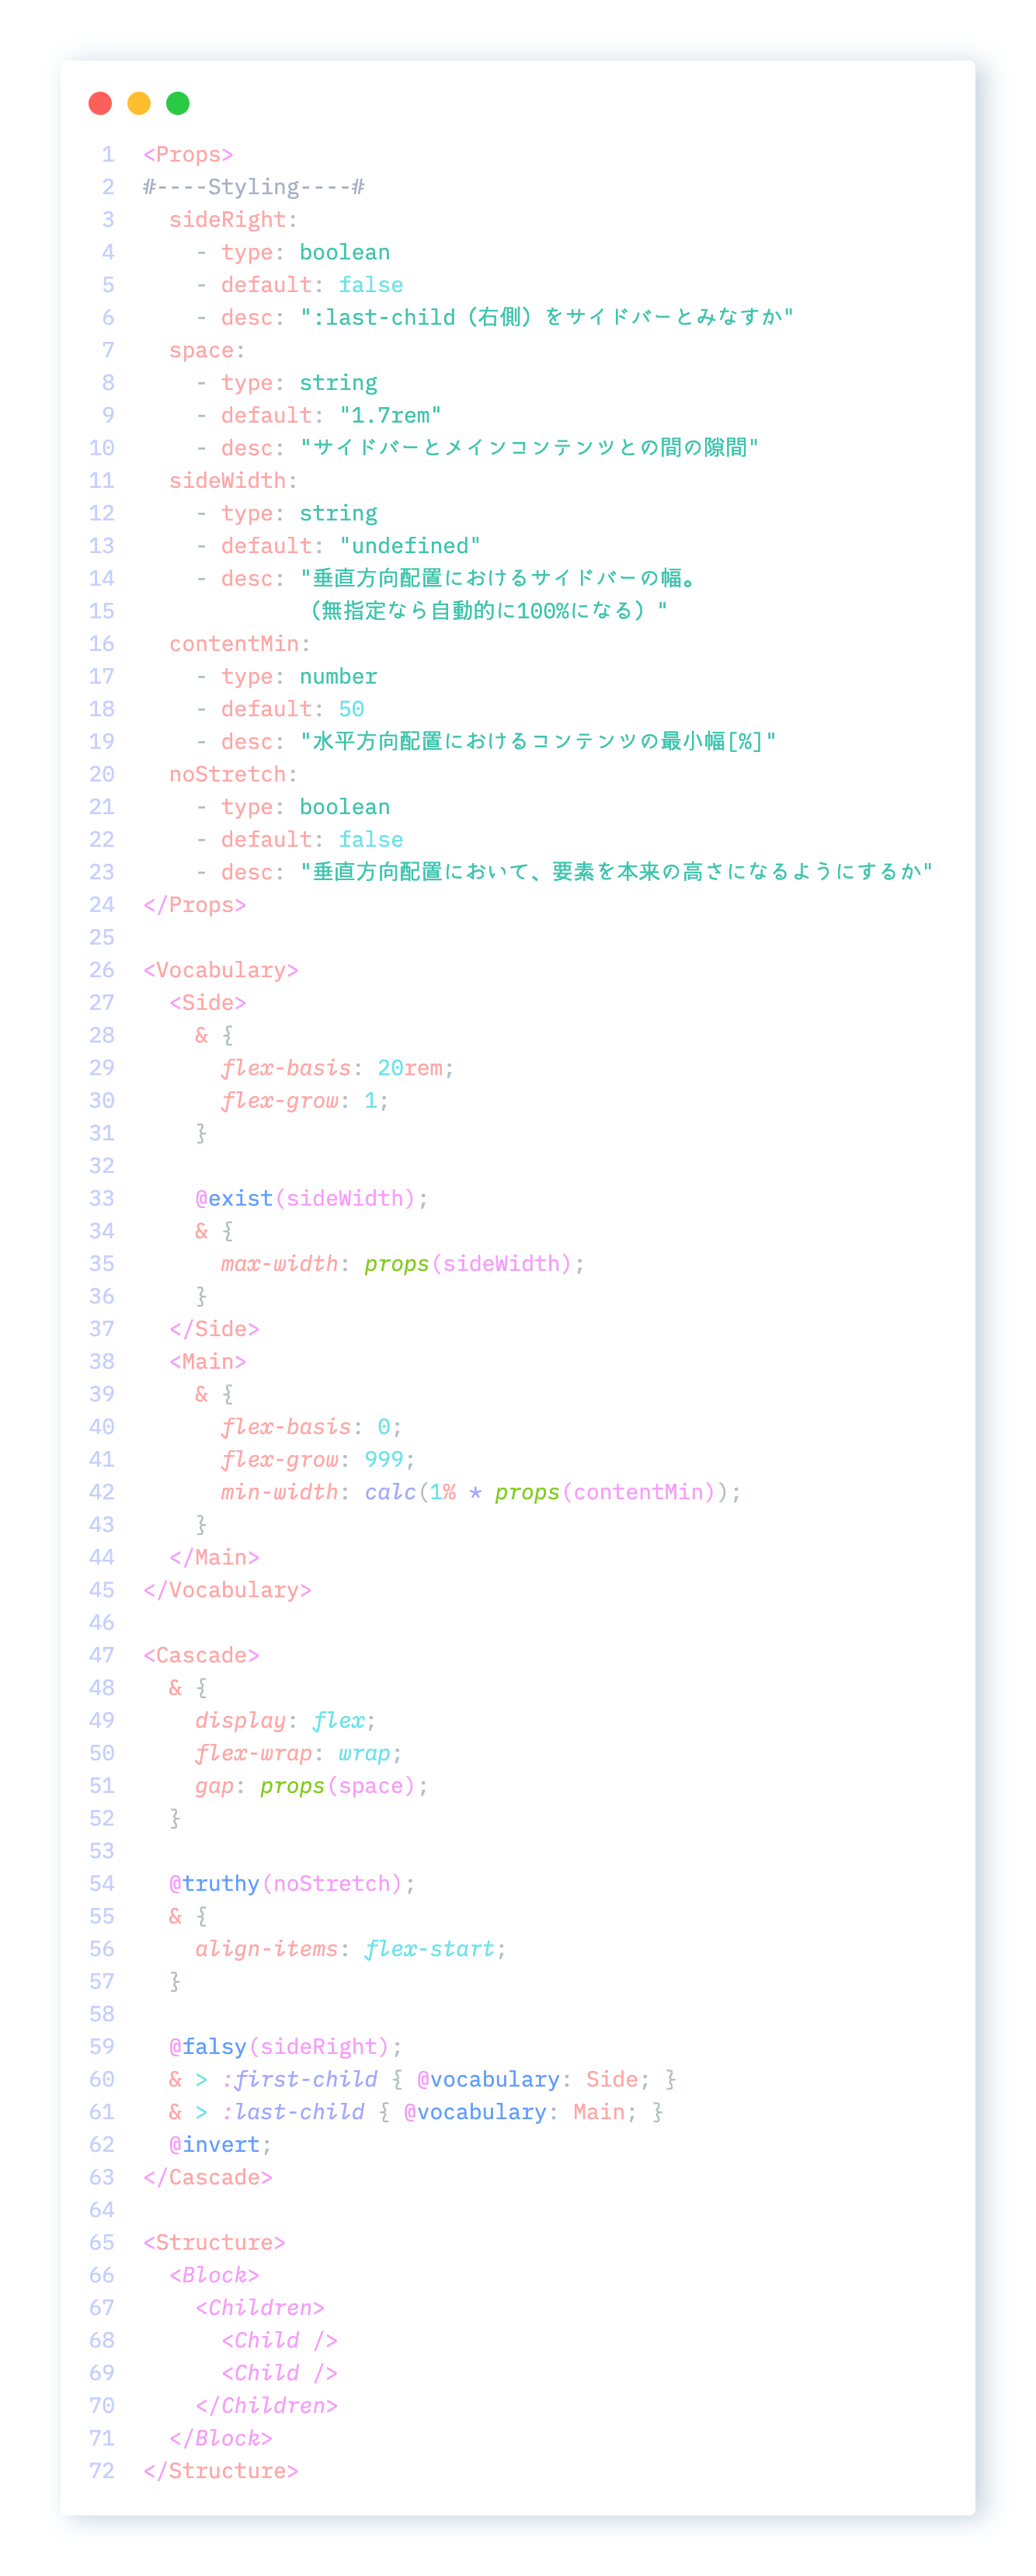 1 <Props>
2 #----Styling----#
3   sideRight:
4     - type: boolean
5     - default: false
6     - desc: ":last-child（右側）をサイドバーとみなすか"
7   space:
8     - type: string
9     - default: "1.7rem"
10     - desc: "サイドバーとメインコンテンツとの間の隙間"
11   sideWidth:
12     - type: string
13     - default: "undefined"
14     - desc: "垂直方向配置におけるサイドバーの幅。
15             （無指定なら自動的に100%になる）"
16   contentMin:
17     - type: number
18     - default: 50
19     - desc: "水平方向配置におけるコンテンツの最小幅[%]"
20   noStretch:
21     - type: boolean
22     - default: false
23     - desc: "垂直方向配置において、要素を本来の高さになるようにするか"
24 </Props>
25
26 <Vocabulary>
27   <Side>
28     & {
29       flex-basis: 20rem;
30       flex-grow: 1;
31     }
32
33     @exist(sideWidth);
34     & {
35       max-width: props(sideWidth);
36     }
37   </Side>
38   <Main>
39     & {
40       flex-basis: 0;
41       flex-grow: 999;
42       min-width: calc(1% * props(contentMin));
43     }
44   </Main>
45 </Vocabulary>
46
47 <Cascade>
48   & {
49     display: flex;
50     flex-wrap: wrap;
51     gap: props(space);
52   }
53
54   @truthy(noStretch);
55   & {
56     align-items: flex-start;
57   }
58
59   @falsy(sideRight);
60   & > :first-child { @vocabulary: Side; }
61   & > :last-child { @vocabulary: Main; }
62   @invert;
63 </Cascade>
64
65 <Structure>
66   <Block>
67     <Children>
68       <Child />
69       <Child />
70     </Children>
71   </Block>
72 </Structure>